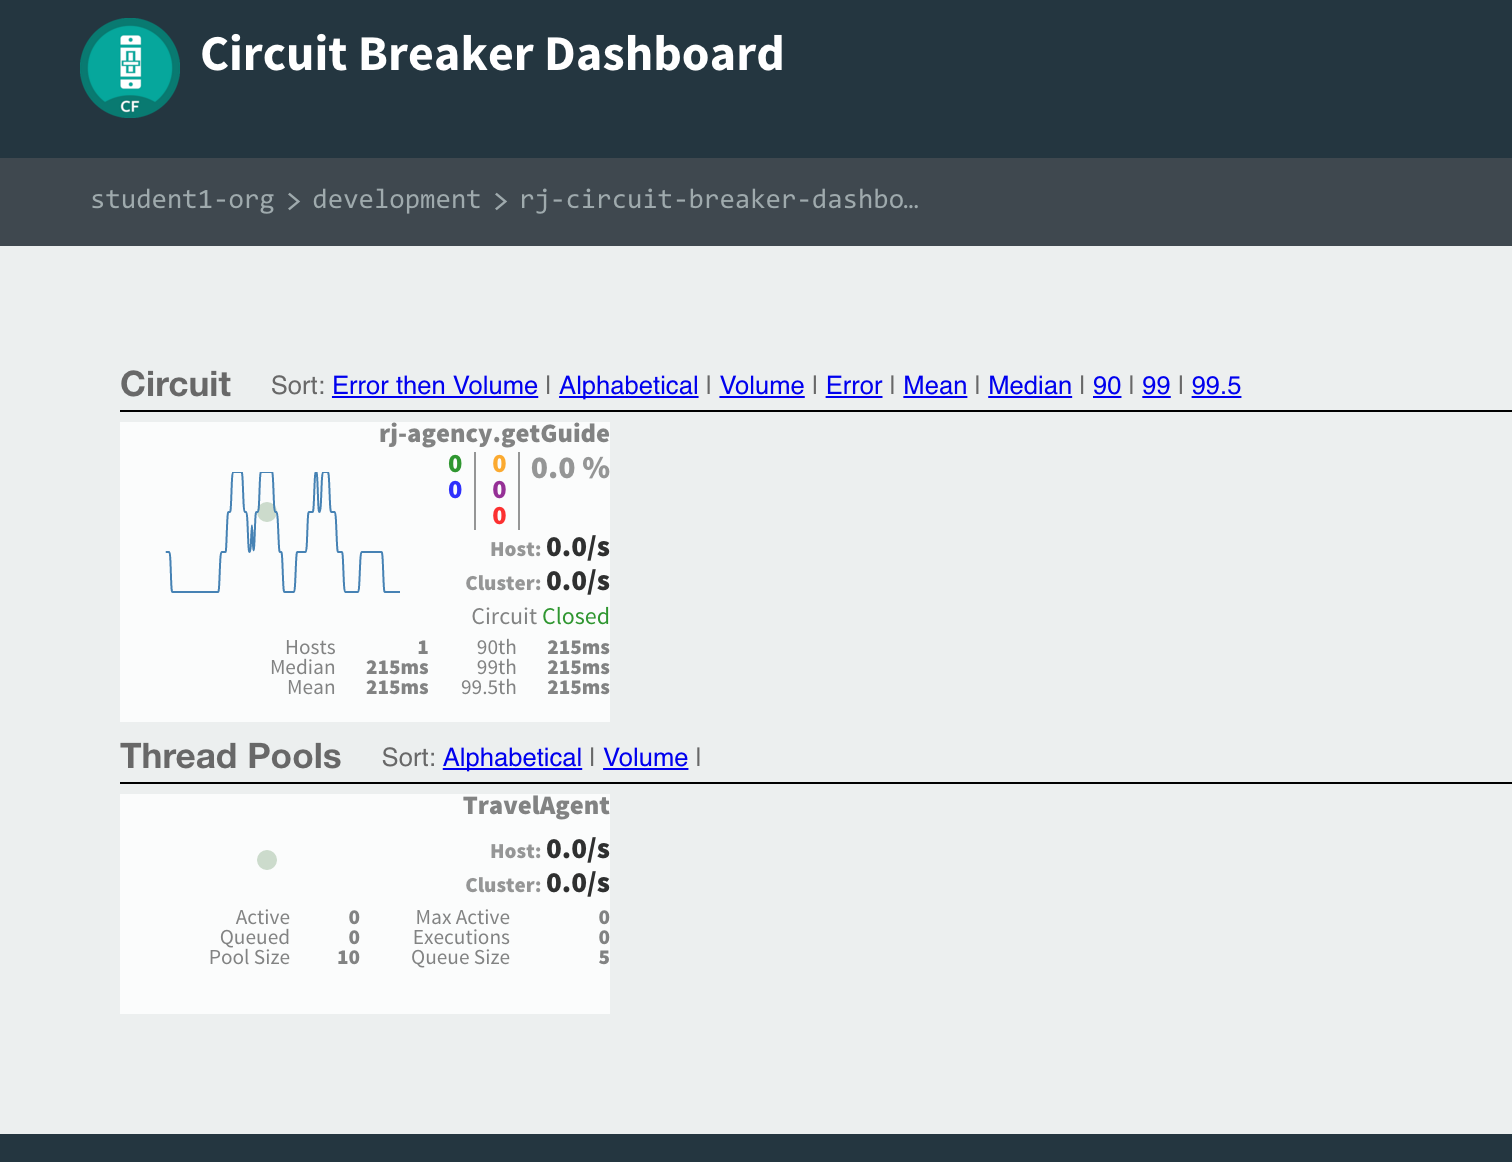 CF
Circuit Breaker Dashboard
student1-org > development > rj-circuit-breaker-dashbo…
Circuit Sort: Error then Volume | Alphabetical | Volume | Error | Mean | Median | 90 | 99 | 99.5
rj-agency.getGuide
0 0 0.0 %
0 0
0
Host: 0.0/s
Cluster: 0.0/s
Circuit Closed
Hosts 1 90th 215ms
Median 215ms 99th 215ms
Mean 215ms 99.5th 215ms
Thread Pools Sort: Alphabetical | Volume |
TravelAgent
Host: 0.0/s
Cluster: 0.0/s
Active 0 Max Active 0
Queued 0 Executions 0
Pool Size 10 Queue Size 5